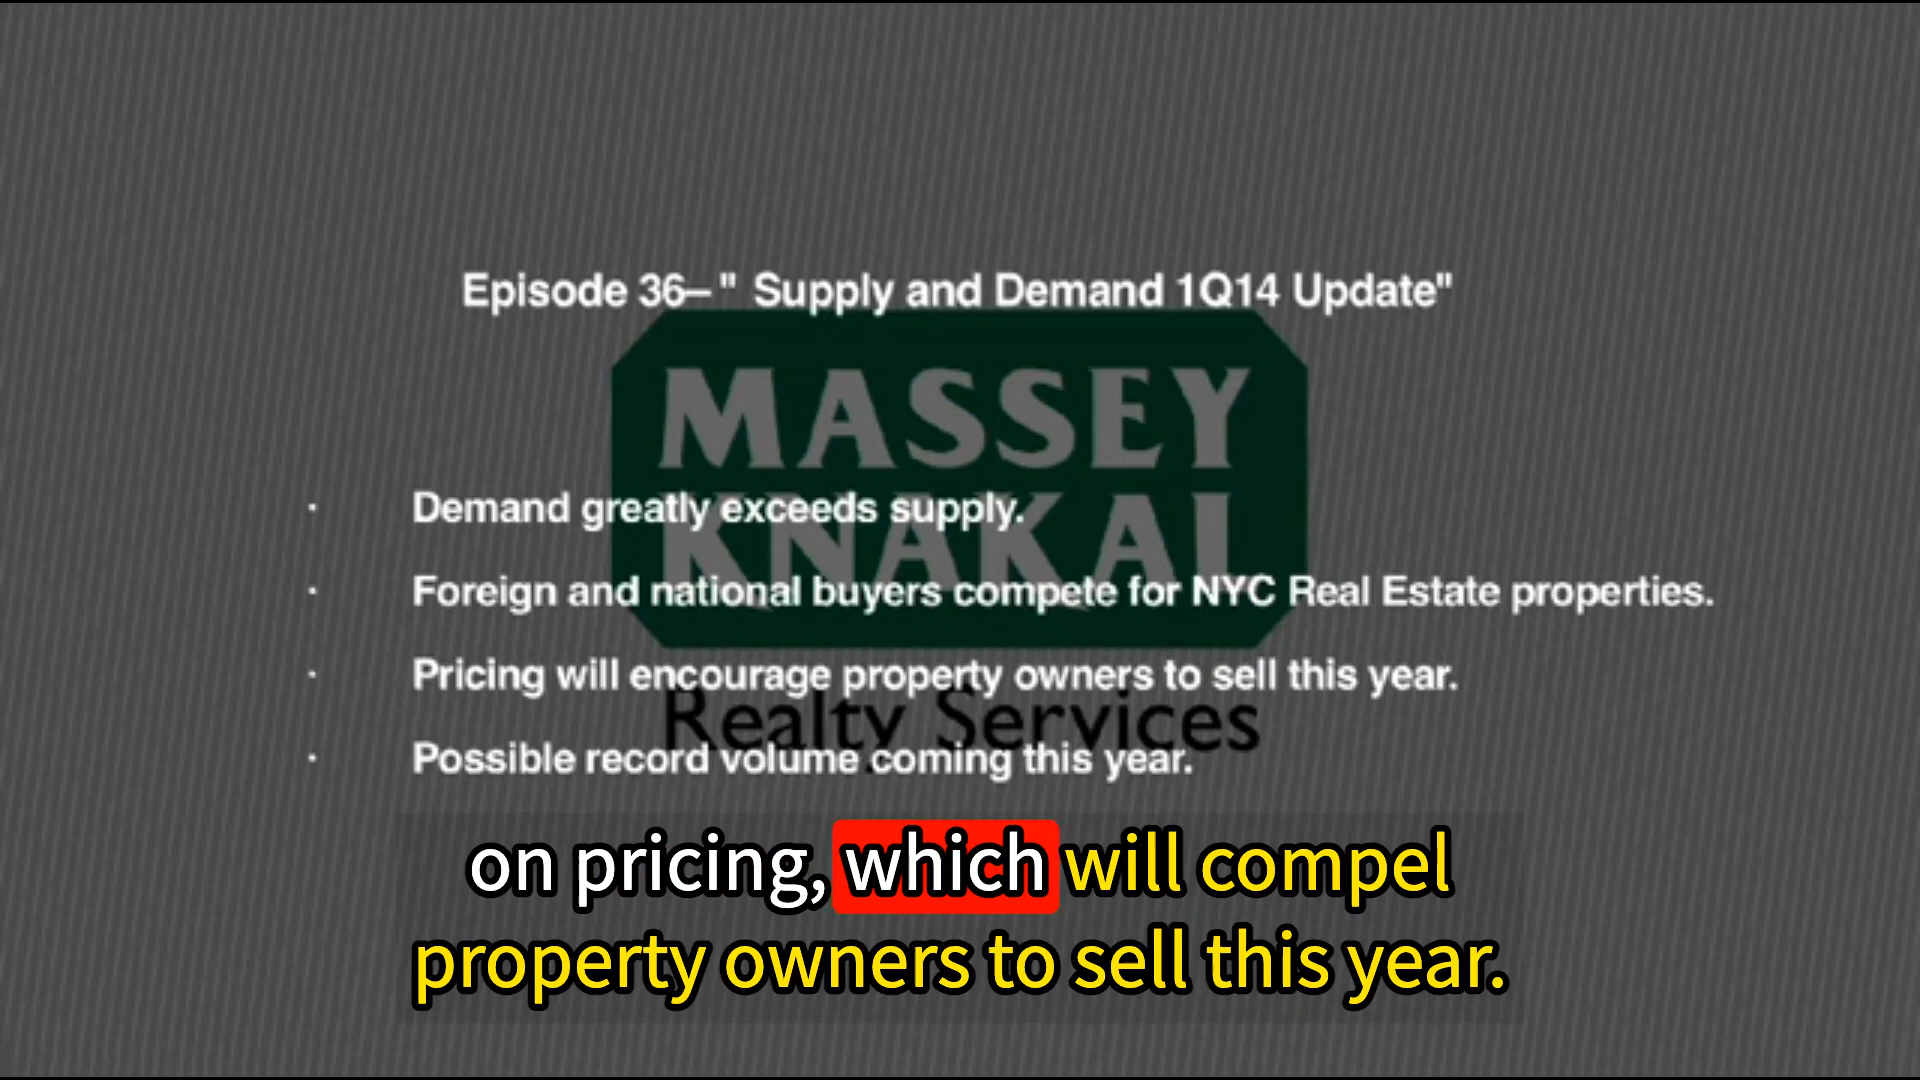 Episode 36–" Supply and Demand 1Q14 Update"
MASSEY
KNAKAL
· Demand greatly exceeds supply.
· Foreign and national buyers compete for NYC Real Estate properties.
· Pricing will encourage property owners to sell this year.
Realty Services
· Possible record volume coming this year.
on pricing, which will compel
property owners to sell this year.